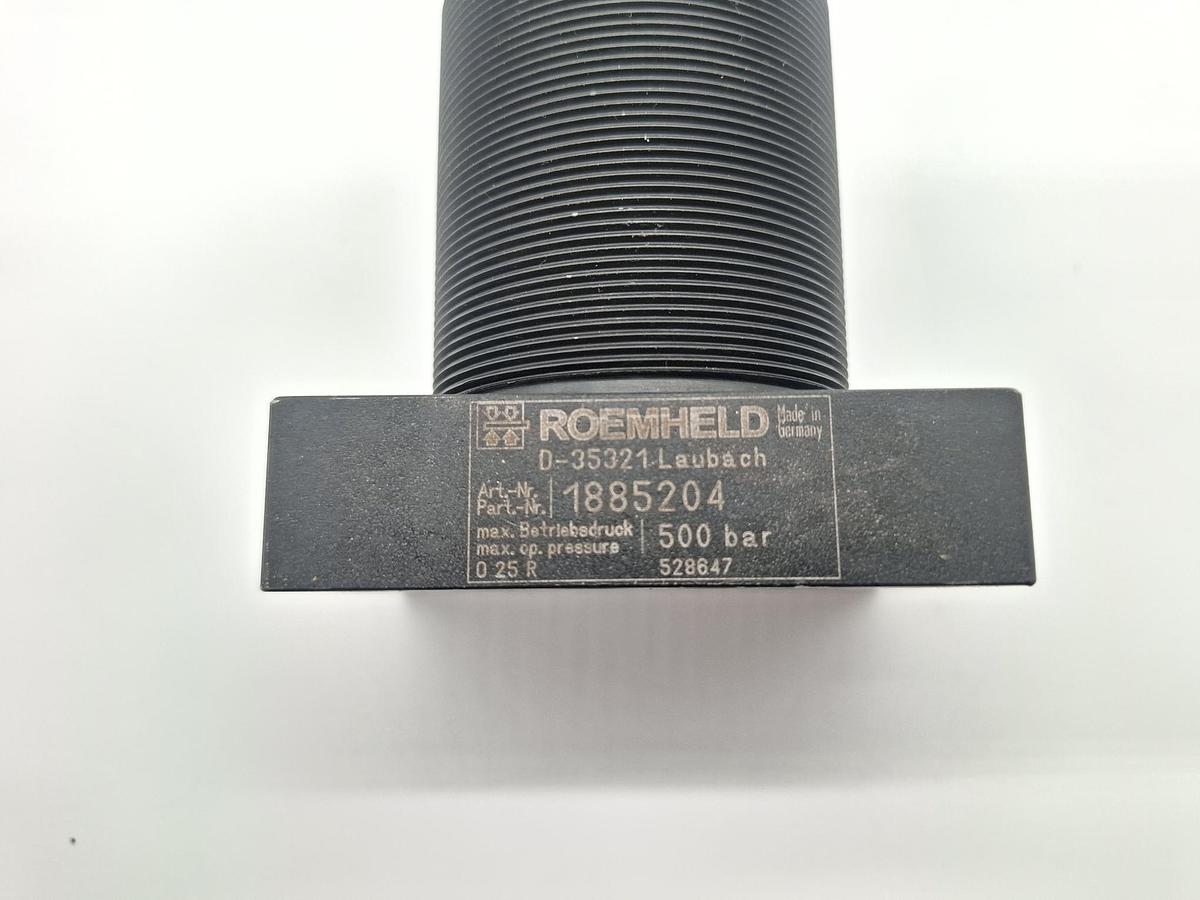 ROEMHELD Made in Germany
D-35321 Laubach
Art.-Nr.
Part.-Nr. 1885204
max. Betriebsdruck
max. op. pressure 500 bar
0 25 R 528647